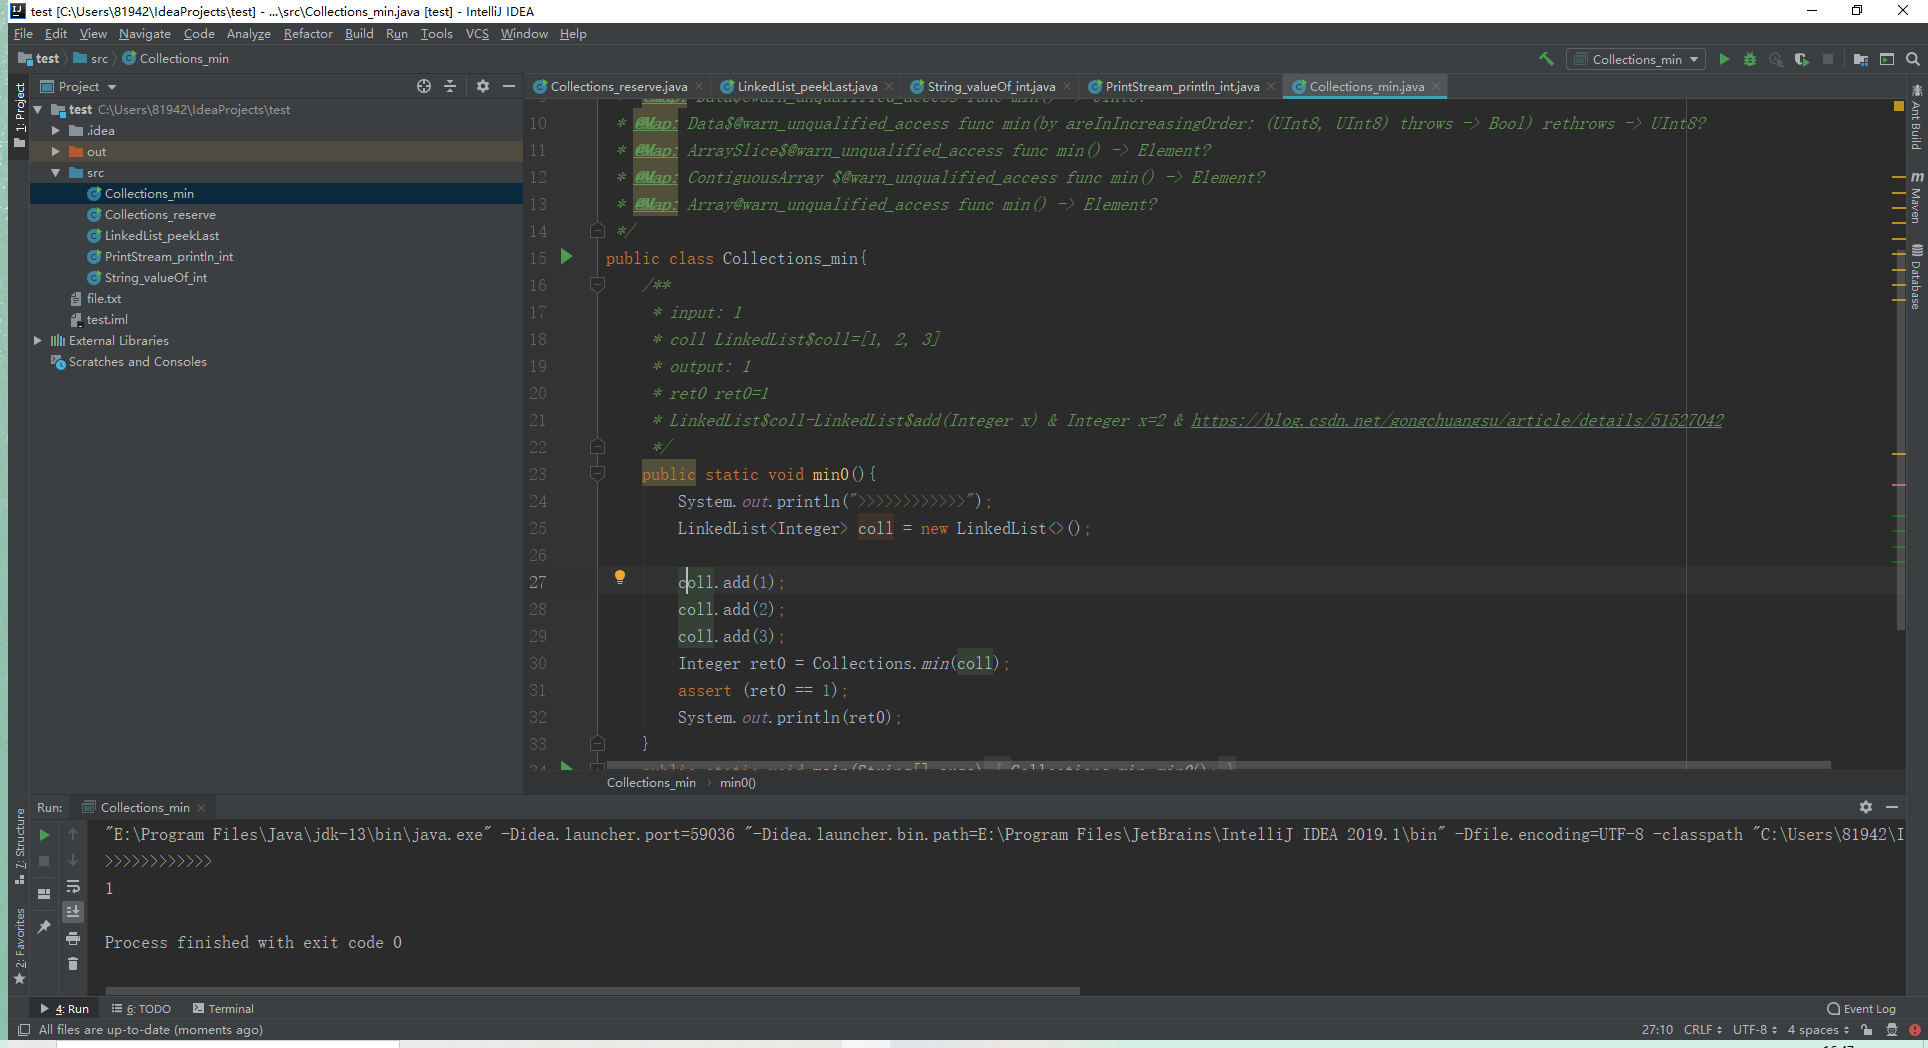 test [C:\Users\81942\IdeaProjects\test] - ...\src\Collections_min.java [test] - IntelliJ IDEA
File Edit View Navigate Code Analyze Refactor Build Run Tools VCS Window Help
test src Collections_min
Collections_min
Project
Collections_reserve.java LinkedList_peekLast.java String_valueOf_int.java PrintStream_println_int.java Collections_min.java
1: Project
test C:\Users\81942\IdeaProjects\test
.idea
out
src
Collections_min
Collections_reserve
LinkedList_peekLast
PrintStream_println_int
String_valueOf_int
file.txt
test.iml
External Libraries
Scratches and Consoles
10 * @Map: Data$@warn_unqualified_access func min(by areInIncreasingOrder: (UInt8, UInt8) throws -> Bool) rethrows -> UInt8?
11 * @Map: ArraySlice$@warn_unqualified_access func min() -> Element?
12 * @Map: ContiguousArray $@warn_unqualified_access func min() -> Element?
13 * @Map: Array@warn_unqualified_access func min() -> Element?
14 */
15 public class Collections_min{
16 /**
17 * input: 1
18 * coll LinkedList$coll=[1, 2, 3]
19 * output: 1
20 * ret0 ret0=1
21 * LinkedList$coll-LinkedList$add(Integer x) & Integer x=2 & https://blog.csdn.net/gongchuangsu/article/details/51527042
22 */
23 public static void min0(){
24 System.out.println(">>>>>>>>>>>>");
25 LinkedList<Integer> coll = new LinkedList<>();
26
27 coll.add(1);
28 coll.add(2);
29 coll.add(3);
30 Integer ret0 = Collections.min(coll);
31 assert (ret0 == 1);
32 System.out.println(ret0);
33 }
34 public static void main(String[] args) { Collections_min.min0(); }
Collections_min min0()
Ant Build
Maven
Database
Run: Collections_min
7: Structure
2: Favorites
"E:\Program Files\Java\jdk-13\bin\java.exe" -Didea.launcher.port=59036 "-Didea.launcher.bin.path=E:\Program Files\JetBrains\IntelliJ IDEA 2019.1\bin" -Dfile.encoding=UTF-8 -classpath "C:\Users\81942\I
>>>>>>>>>>>>
1
Process finished with exit code 0
4: Run 6: TODO Terminal
Event Log
All files are up-to-date (moments ago)
27:10 CRLF UTF-8 4 spaces